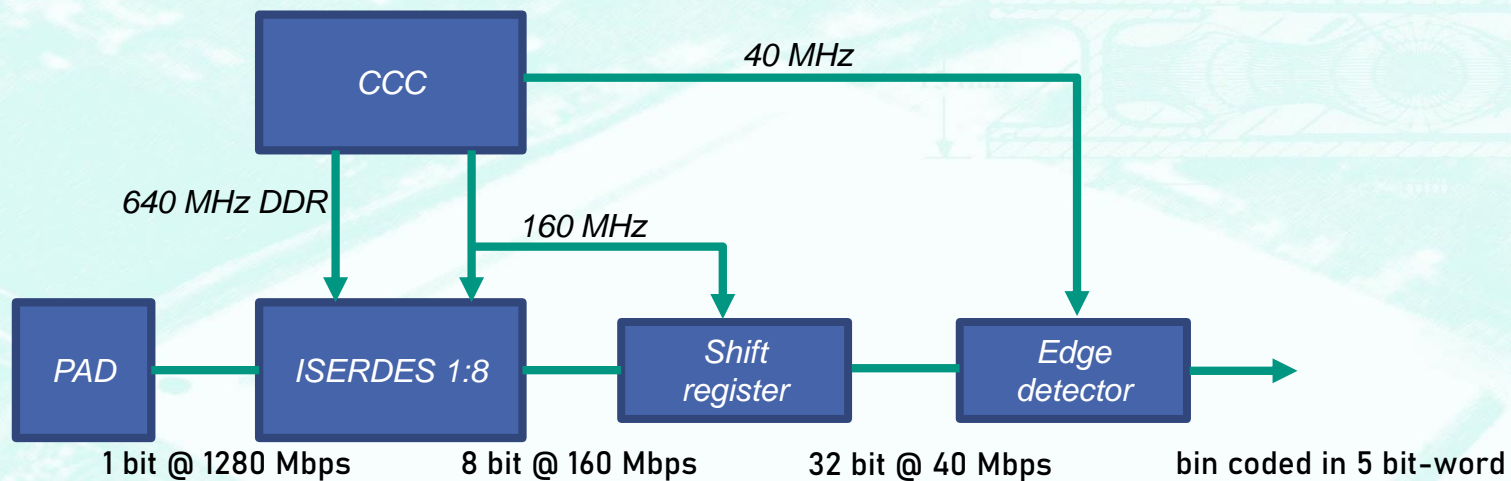 CCC
40 MHz
640 MHz DDR
160 MHz
PAD
ISERDES 1:8
Shift
register
Edge
detector
1 bit @ 1280 Mbps
8 bit @ 160 Mbps
32 bit @ 40 Mbps
bin coded in 5 bit-word